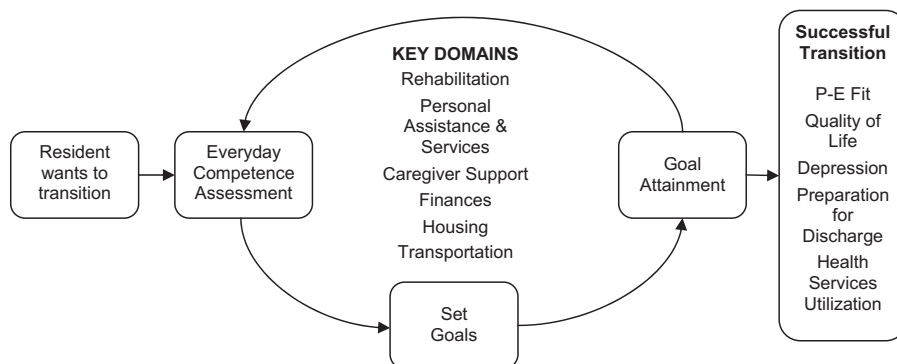 Resident
wants to
transition
Everyday
Competence
Assessment
KEY DOMAINS
Rehabilitation
Personal
Assistance &
Services
Caregiver Support
Finances
Housing
Transportation
Set
Goals
Goal
Attainment
Successful
Transition
P-E Fit
Quality of
Life
Depression
Preparation
for
Discharge
Health
Services
Utilization